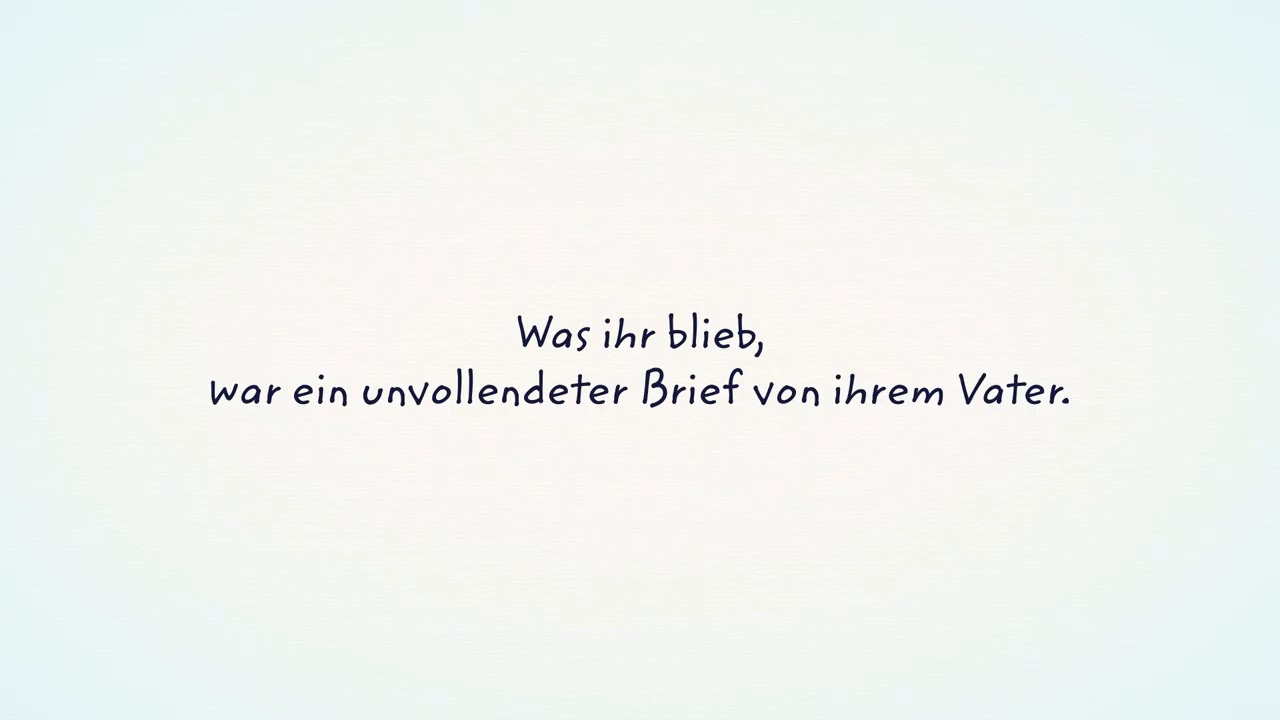 Was ihr blieb,
war ein unvollendeter Brief von ihrem Vater.